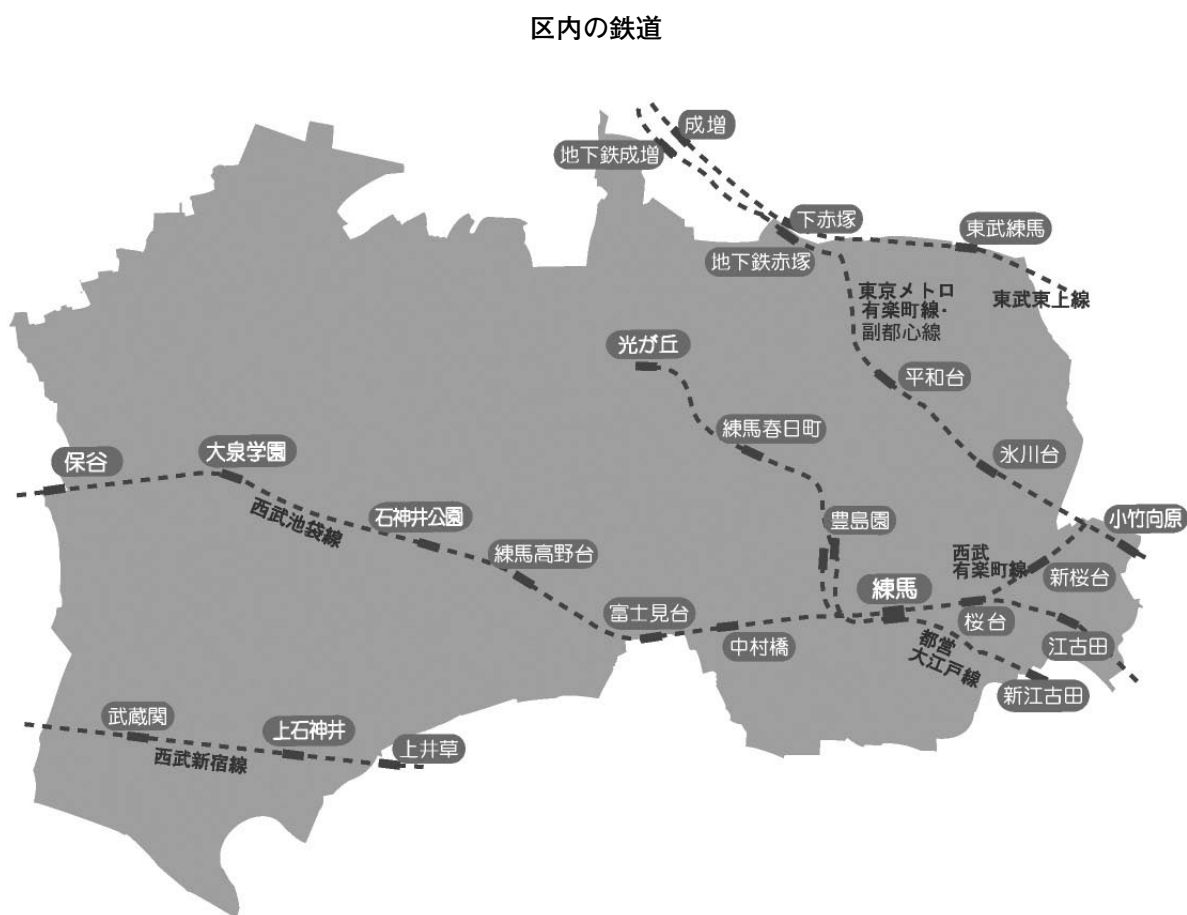 区内の鉄道
成増
地下鉄成増
下赤塚
東武練馬
地下鉄赤塚
東武東上線
東京メトロ
有楽町線・
副都心線
光が丘
平和台
練馬春日町
氷川台
保谷
大泉学園
西武池袋線
石神井公園
練馬高野台
豊島園
小竹向原
西武
有楽町線
新桜台
練馬
富士見台
中村橋
桜台
江古田
都営
大江戸線
新江古田
武蔵関
上石神井
上井草
西武新宿線